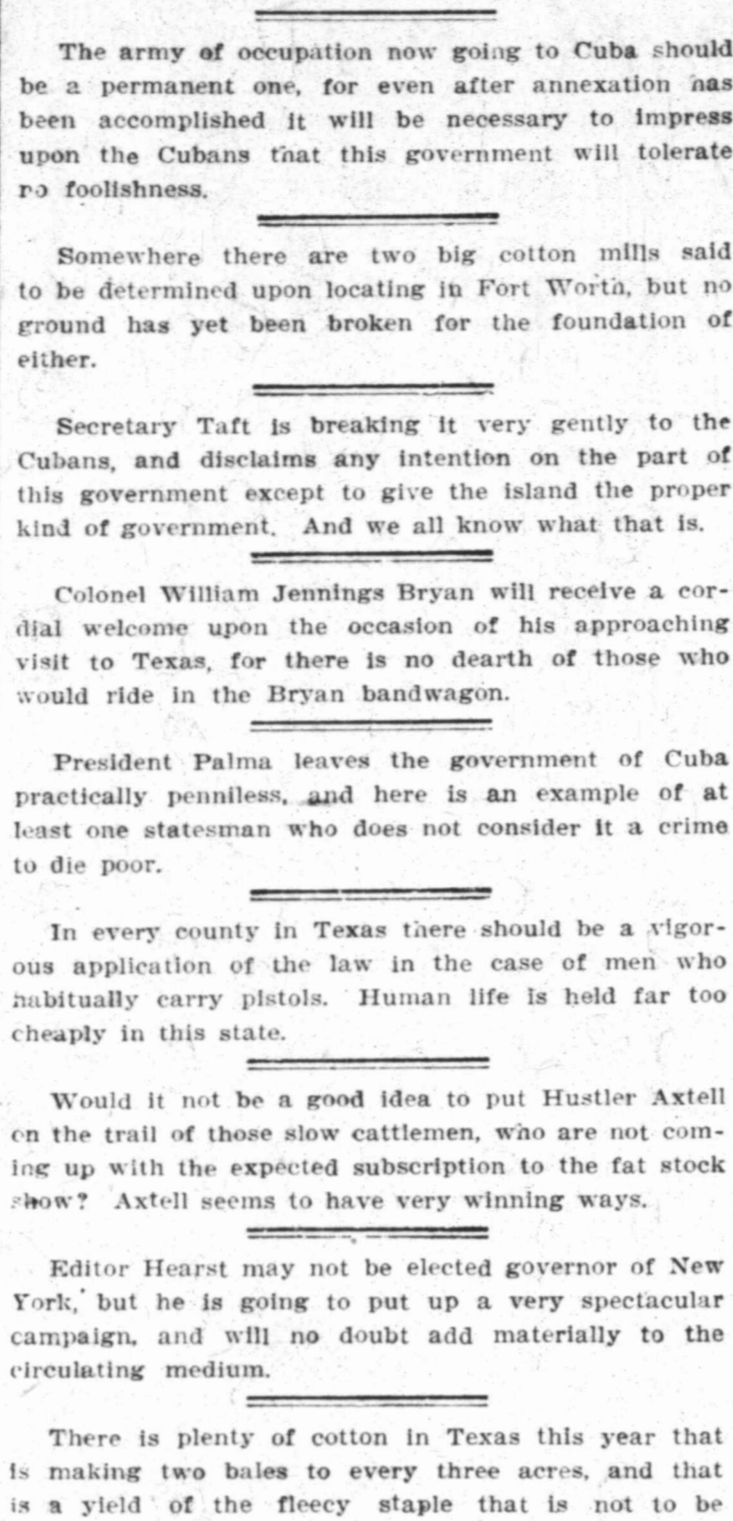 The army of occupation now going to Cuba should
be a permanent one, for even after annexation has
been accomplished it will be necessary to impress
upon the Cubans that this government will tolerate
no foolishness.
Somewhere there are two big cotton mills said
to be determined upon locating in Fort Worth, but no
ground has yet been broken for the foundation of
either.
Secretary Taft is breaking it very gently to the
Cubans, and disclaims any intention on the part of
this government except to give the island the proper
kind of government. And we all know what that is.
Colonel William Jennings Bryan will receive a cor-
dial welcome upon the occasion of his approaching
visit to Texas, for there is no dearth of those who
would ride in the Bryan bandwagon.
President Palma leaves the government of Cuba
practically penniless, and here is an example of at
least one statesman who does not consider it a crime
to die poor.
In every county in Texas there should be a vigor-
ous application of the law in the case of men who
habitually carry pistols. Human life is held far too
cheaply in this state.
Would it not be a good idea to put Hustler Axtell
on the trail of those slow cattlemen, who are not com-
ing up with the expected subscription to the fat stock
show? Axtell seems to have very winning ways.
Editor Hearst may not be elected governor of New
York, but he is going to put up a very spectacular
campaign, and will no doubt add materially to the
circulating medium.
There is plenty of cotton in Texas this year that
is making two bales to every three acres, and that
is a yield of the fleecy staple that is not to be